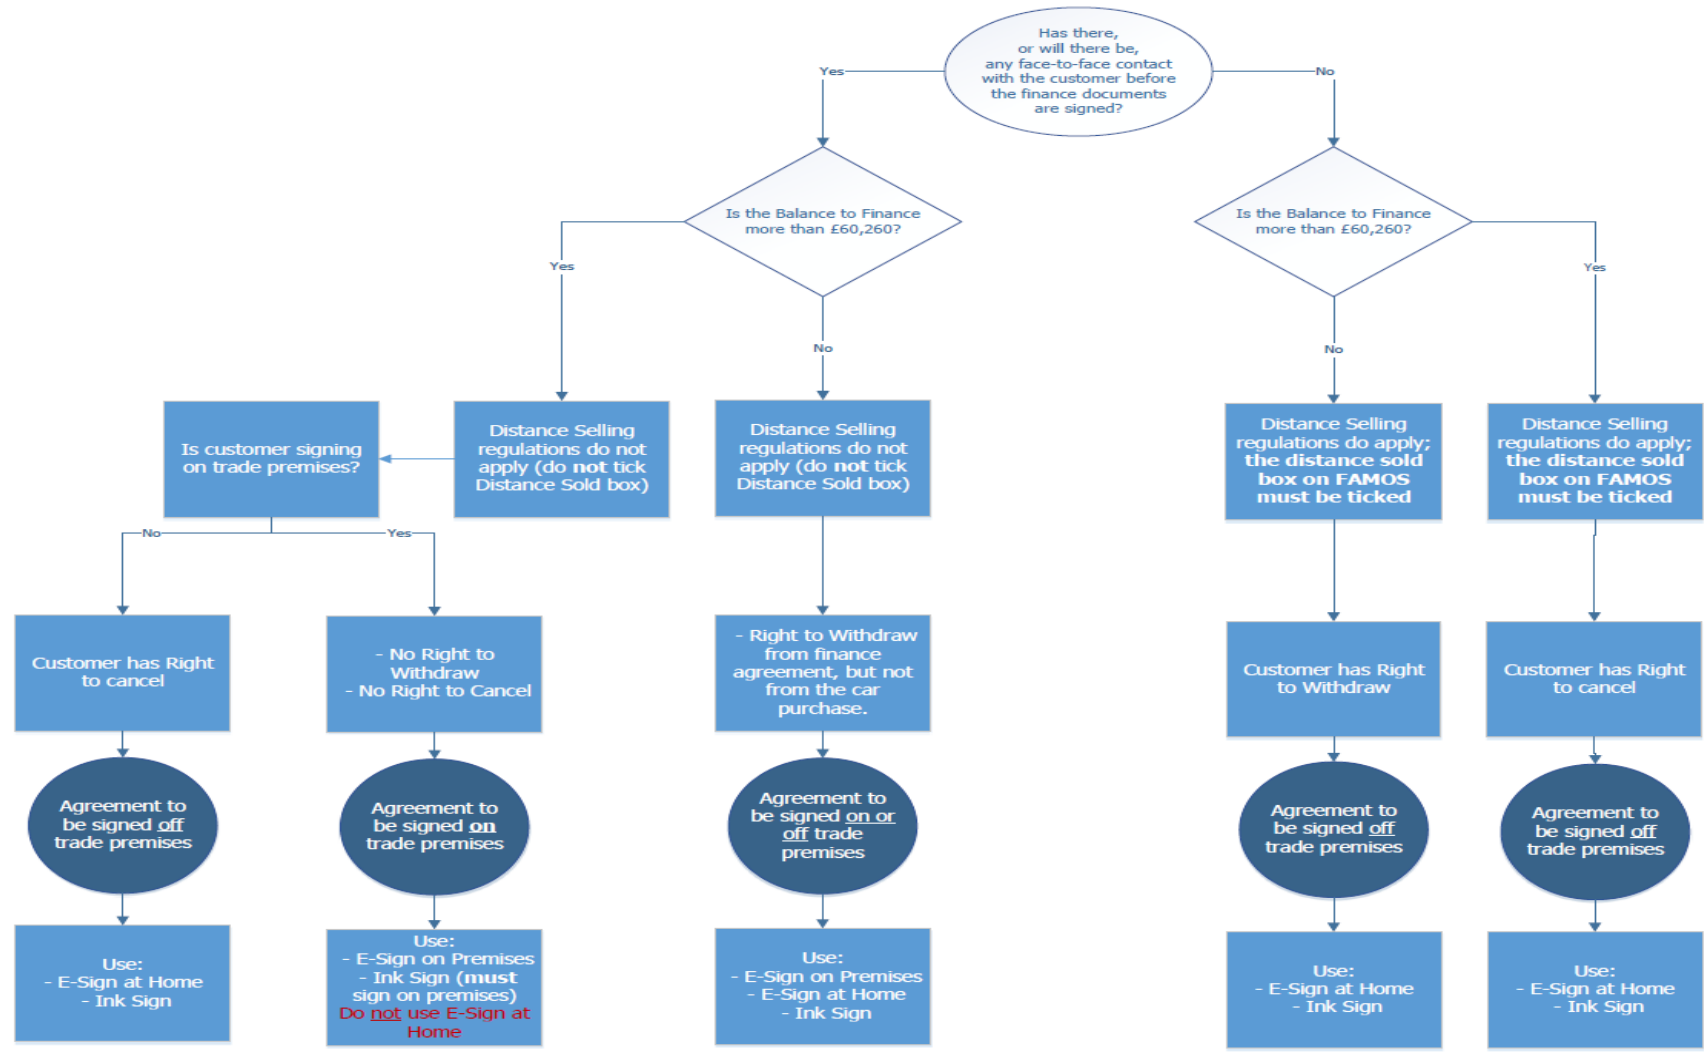 Has there,
or will there be,
any face-to-face contact
with the customer before
the finance documents
are signed?
Yes
No
Is the Balance to Finance
more than £60,260?
Is the Balance to Finance
more than £60,260?
Yes
No
No
Yes
Is customer signing
on trade premises?
Distance Selling
regulations do not
apply (do not tick
Distance Sold box)
Distance Selling
regulations do not
apply (do not tick
Distance Sold box)
Distance Selling
regulations do apply;
the distance sold
box on FAMOS
must be ticked
Distance Selling
regulations do apply;
the distance sold
box on FAMOS
must be ticked
No
Yes
Customer has Right
to cancel
- No Right to
Withdraw
- No Right to Cancel
- Right to Withdraw
from finance
agreement, but not
from the car
purchase.
Customer has Right
to Withdraw
Customer has Right
to cancel
Agreement to
be signed off
trade premises
Agreement to
be signed on
trade premises
Agreement to
be signed on or
off trade
premises
Agreement to
be signed off
trade premises
Agreement to
be signed off
trade premises
Use:
- E-Sign at Home
- Ink Sign
Use:
- E-Sign on Premises
- Ink Sign (must
sign on premises)
Do not use E-Sign at
Home
Use:
- E-Sign on Premises
- E-Sign at Home
- Ink Sign
Use:
- E-Sign at Home
- Ink Sign
Use:
- E-Sign at Home
- Ink Sign